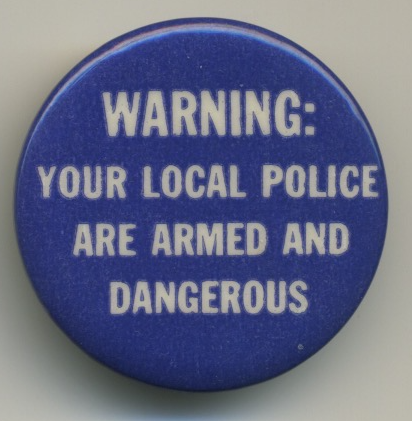 WARNING:
YOUR LOCAL POLICE
ARE ARMED AND
DANGEROUS